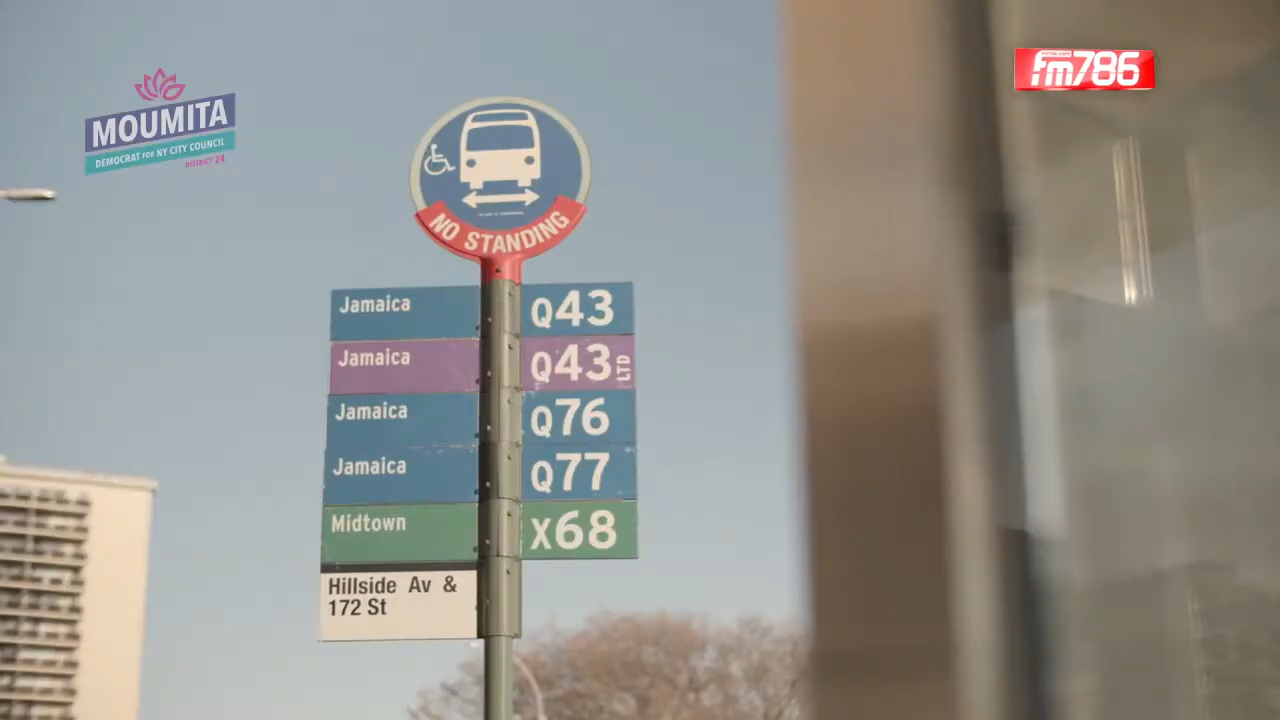 MOUMITA
DEMOCRAT FOR NY CITY COUNCIL
DISTRICT 24
fm786
NO STANDING
Jamaica Q43
Jamaica Q43 LTD
Jamaica Q76
Jamaica Q77
Midtown X68
Hillside Av &
172 St